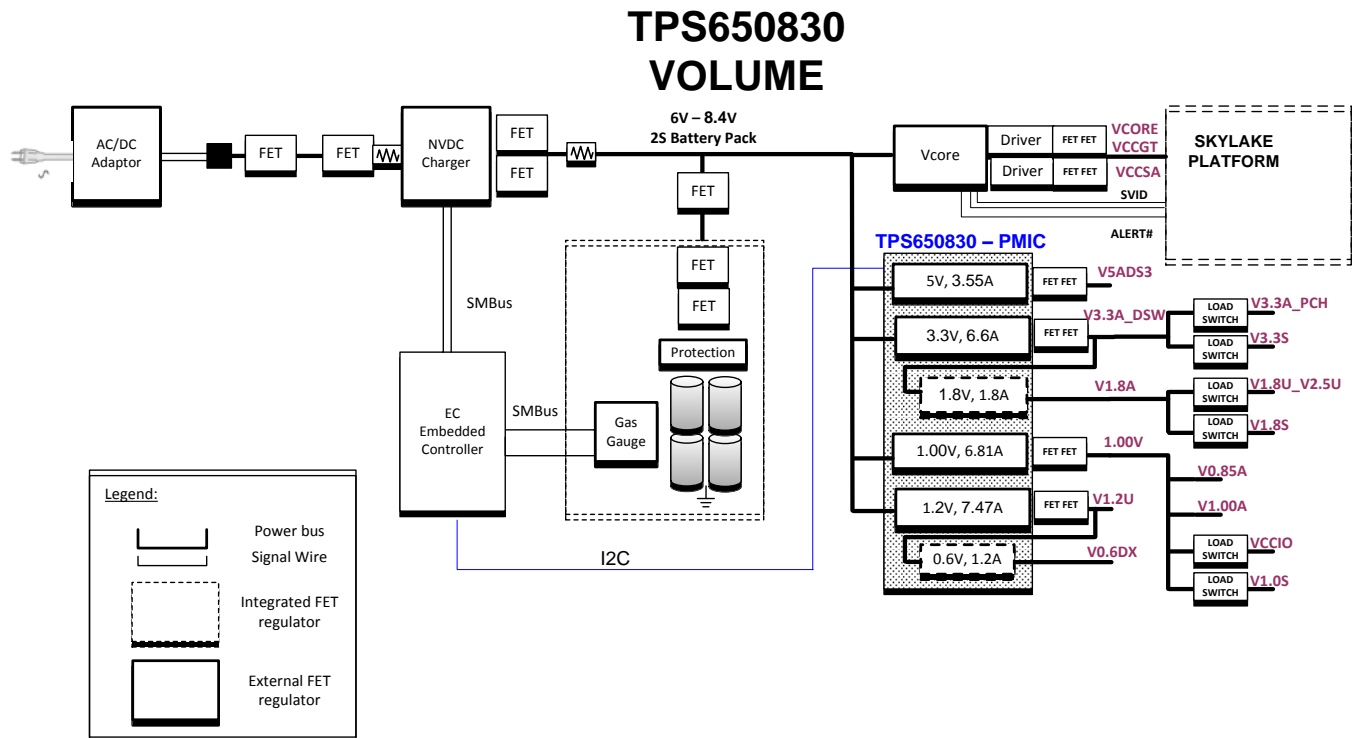 TPS650830
VOLUME
6V – 8.4V
2S Battery Pack
AC/DC
Adaptor
FET
FET
NVDC
Charger
FET
FET
FET
Vcore
Driver
FET FET
Driver
FET FET
VCORE
VCCGT
VCCSA
SVID
ALERT#
SKYLAKE
PLATFORM
TPS650830 – PMIC
5V, 3.55A
FET FET
V5ADS3
3.3V, 6.6A
FET FET
V3.3A_DSW
LOAD
SWITCH
V3.3A_PCH
LOAD
SWITCH
V3.3S
1.8V, 1.8A
V1.8A
LOAD
SWITCH
V1.8U_V2.5U
LOAD
SWITCH
V1.8S
1.00V, 6.81A
FET FET
1.00V
V0.85A
V1.00A
1.2V, 7.47A
FET FET
V1.2U
0.6V, 1.2A
V0.6DX
LOAD
SWITCH
VCCIO
LOAD
SWITCH
V1.0S
SMBus
FET
FET
Protection
EC
Embedded
Controller
SMBus
Gas
Gauge
I2C
Legend:
Power bus
Signal Wire
Integrated FET
regulator
External FET
regulator